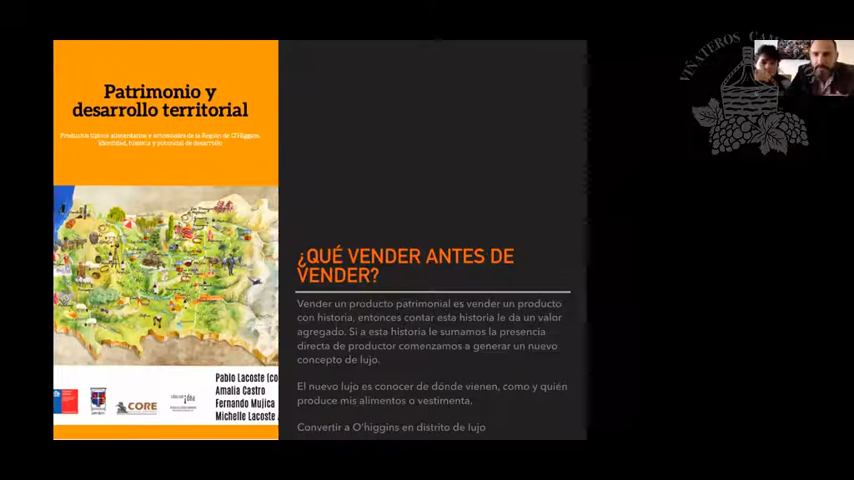 Patrimonio y
desarrollo territorial
Productos típicos alimentarios y artesanales de la Región de O'Higgins.
Identidad, historia y potencial de desarrollo
Pablo Lacoste (co
Amalia Castro
Fernando Mujica
Michelle Lacoste
CORE
¿QUÉ VENDER ANTES DE
VENDER?
Vender un producto patrimonial es vender un producto
con historia, entonces contar esta historia le da un valor
agregado. Si a esta historia le sumamos la presencia
directa de productor comenzamos a generar un nuevo
concepto de lujo.
El nuevo lujo es conocer de dónde vienen, como y quién
produce mis alimentos o vestimenta.
Convertir a O'higgins en distrito de lujo
VIÑATEROS CAMP